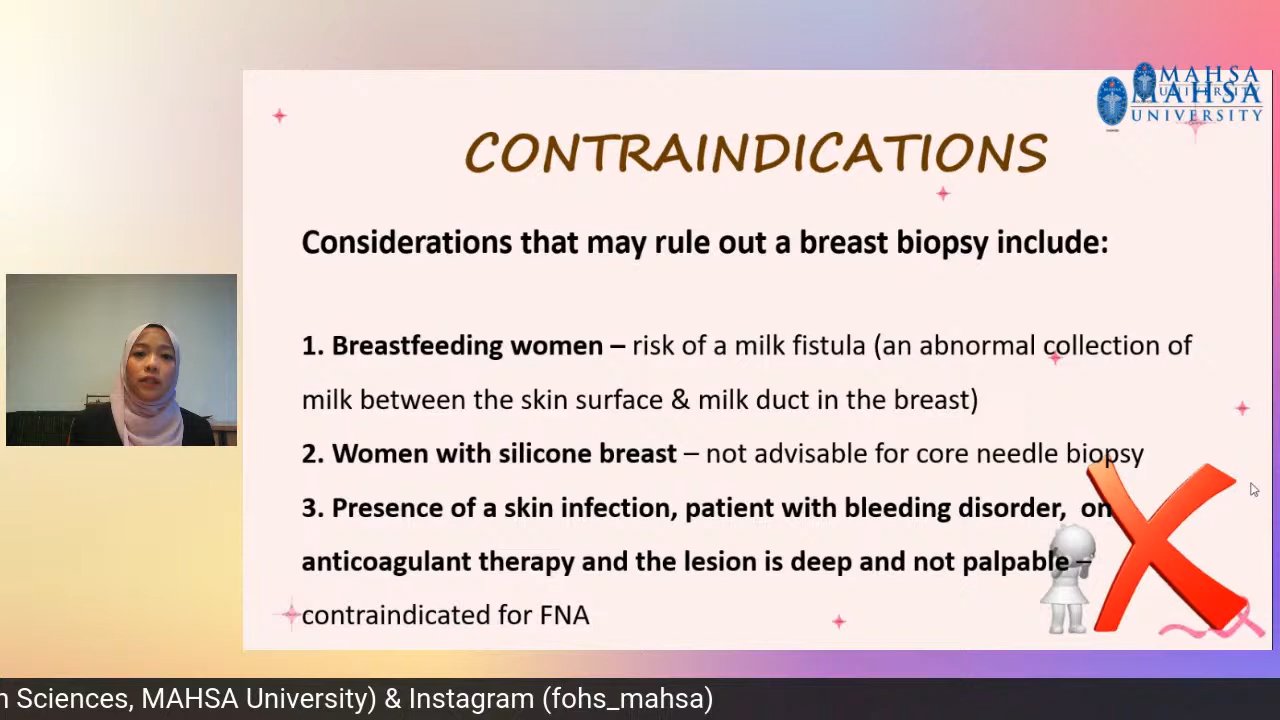 MAHSA
UNIVERSITY
MAHSA
UNIVERSITY
CONTRAINDICATIONS
Considerations that may rule out a breast biopsy include:
1. Breastfeeding women – risk of a milk fistula (an abnormal collection of
milk between the skin surface & milk duct in the breast)
2. Women with silicone breast – not advisable for core needle biopsy
3. Presence of a skin infection, patient with bleeding disorder, on
anticoagulant therapy and the lesion is deep and not palpable –
contraindicated for FNA
n Sciences, MAHSA University) & Instagram (fohs_mahsa)